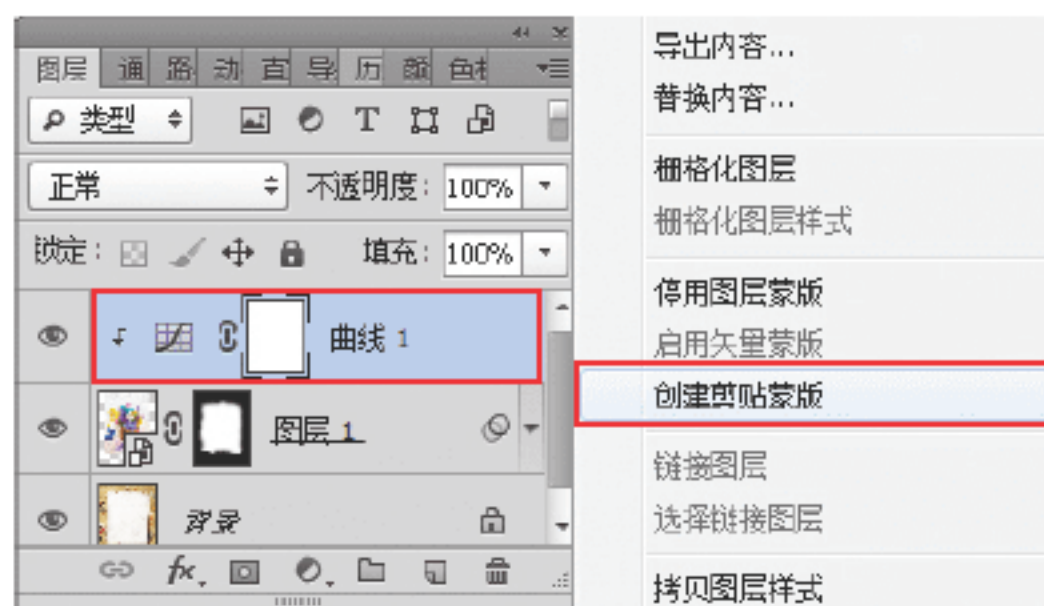 图层 通 路 动 直 导 历 颜 色
类型
T
正常 不透明度: 100%
锁定: 填充: 100%
曲线 1
图层 1
背景
fx
导出内容...
替换内容...
栅格化图层
栅格化图层样式
停用图层蒙版
启用矢量蒙版
创建剪贴蒙版
链接图层
选择链接图层
拷贝图层样式